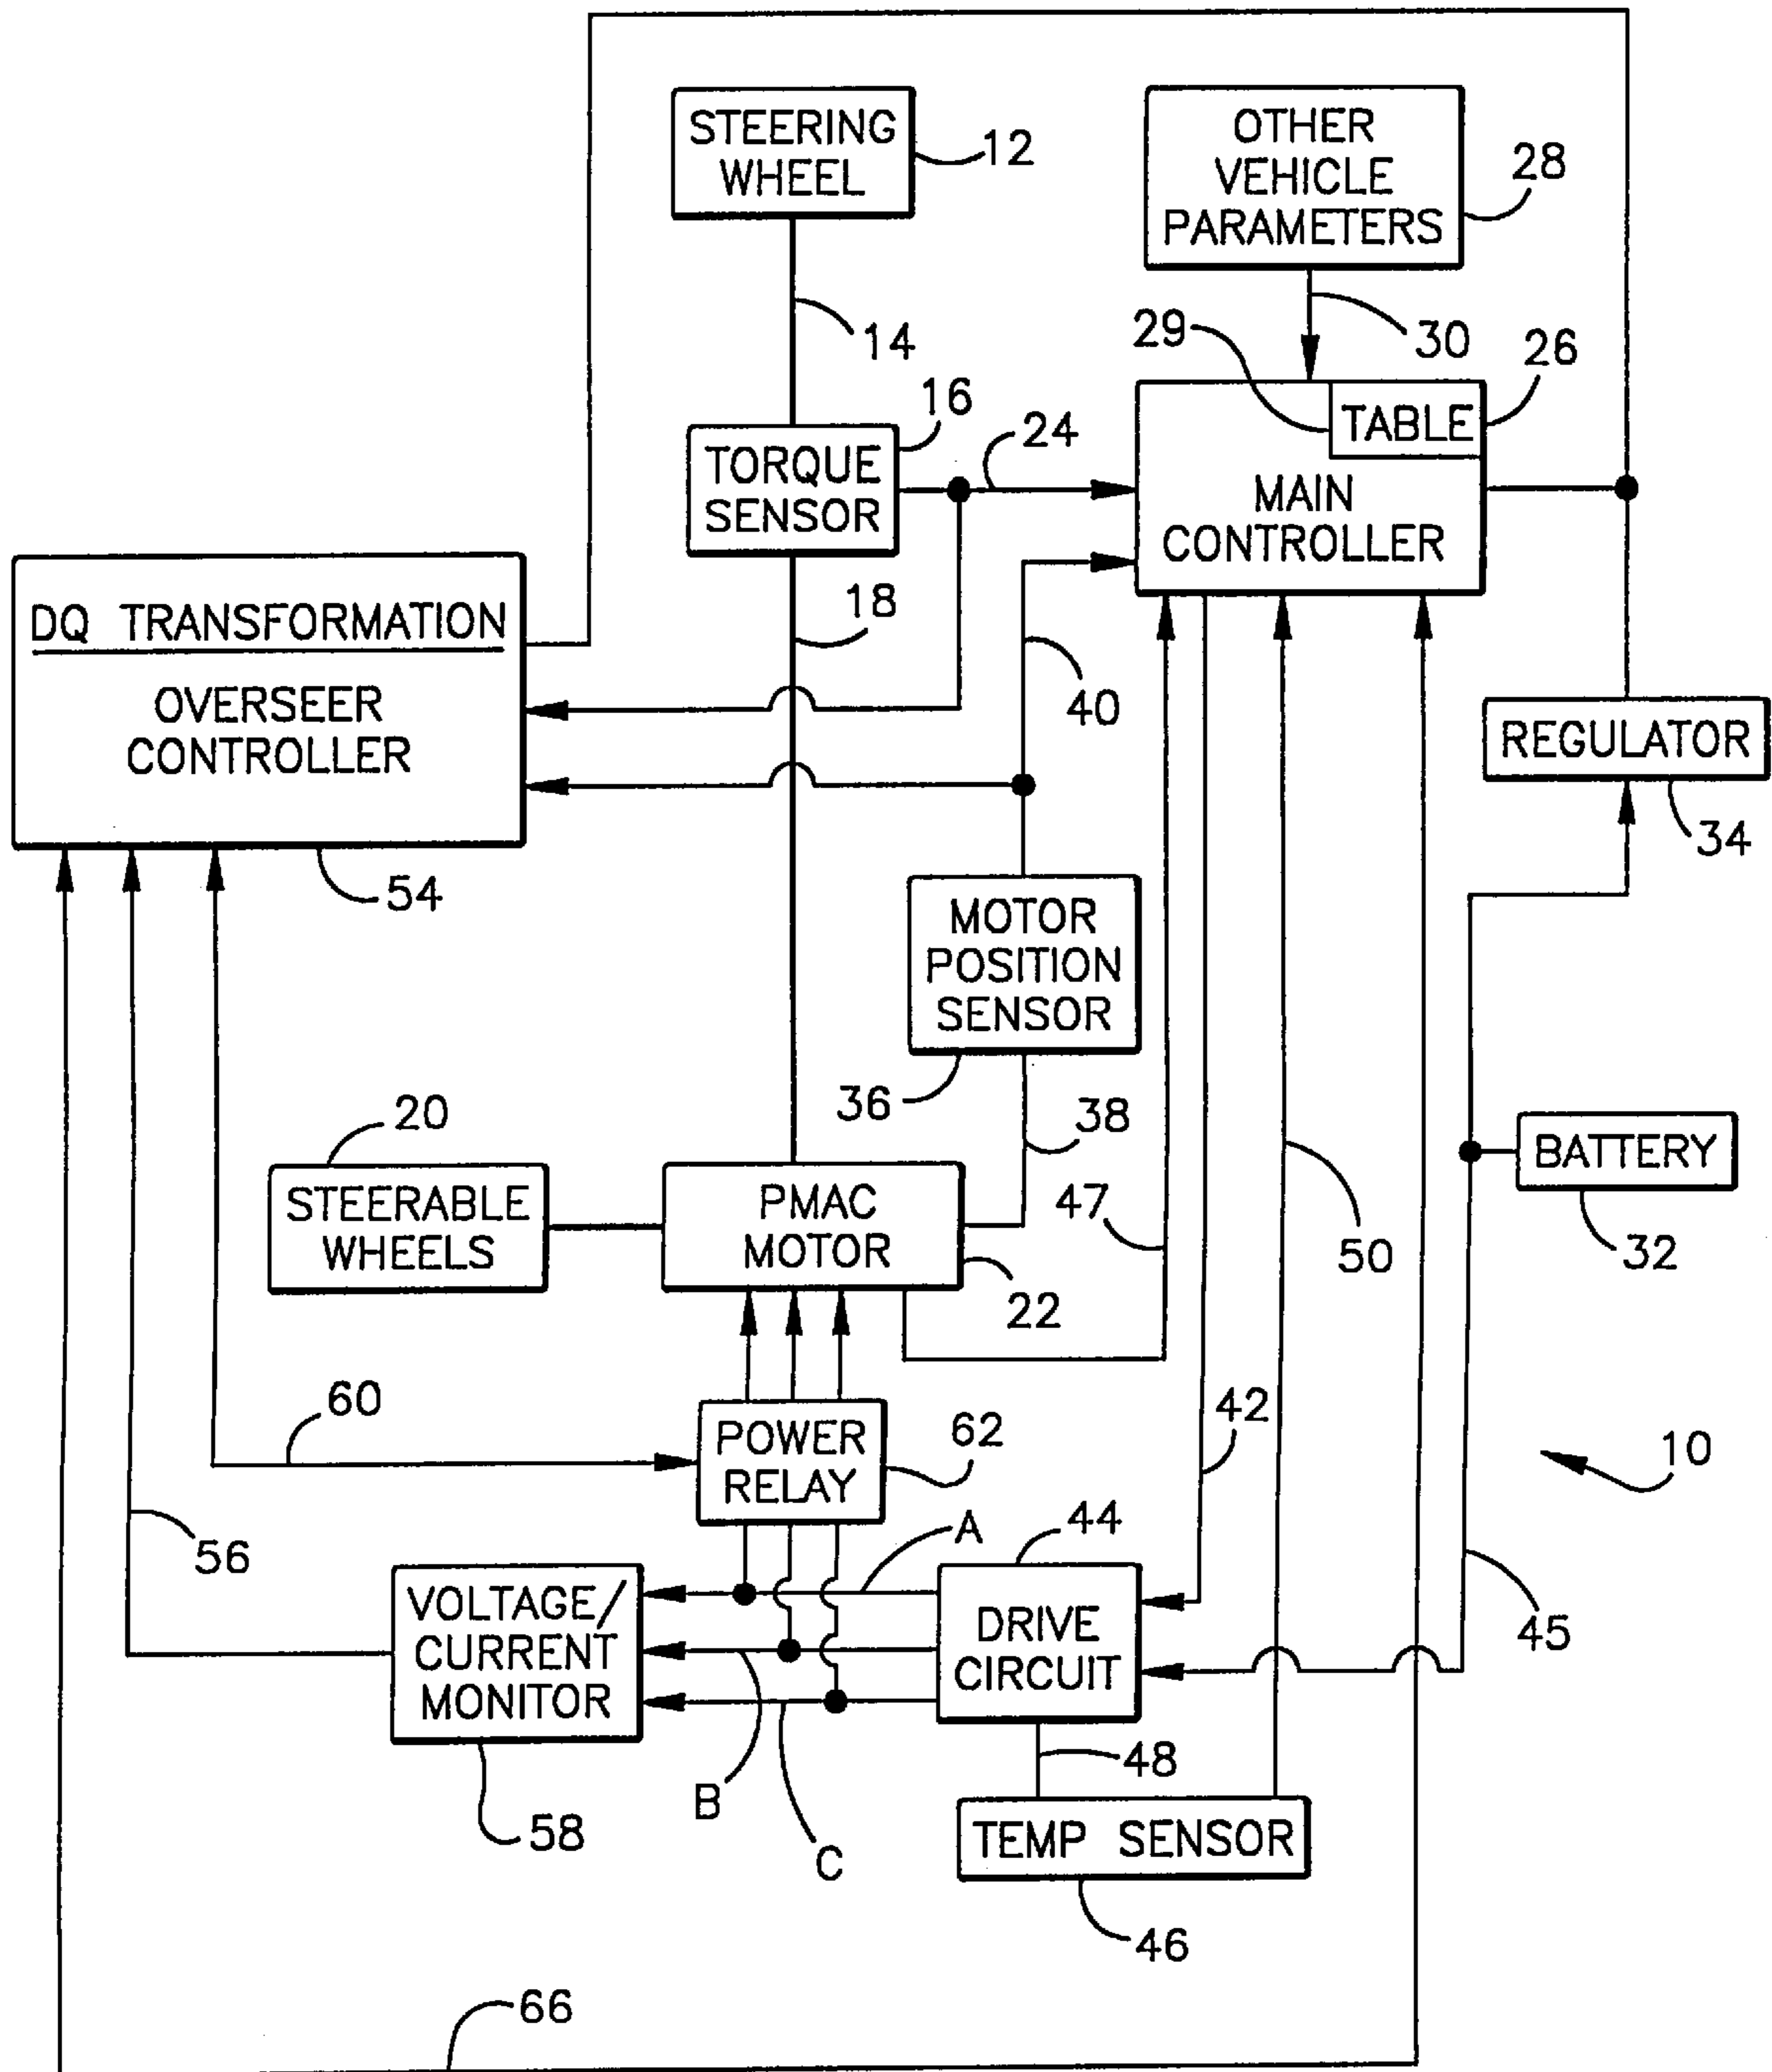 STEERING
WHEEL
12
OTHER
VEHICLE
PARAMETERS
28
14
30
29
26
TABLE
16
24
TORQUE
SENSOR
MAIN
CONTROLLER
DQ TRANSFORMATION
OVERSEER
CONTROLLER
18
40
REGULATOR
34
54
MOTOR
POSITION
SENSOR
36
38
20
STEERABLE
WHEELS
PMAC
MOTOR
22
47
50
BATTERY
32
60
POWER
RELAY
62
42
10
56
A
44
VOLTAGE/
CURRENT
MONITOR
DRIVE
CIRCUIT
45
B
C
48
58
TEMP SENSOR
46
66